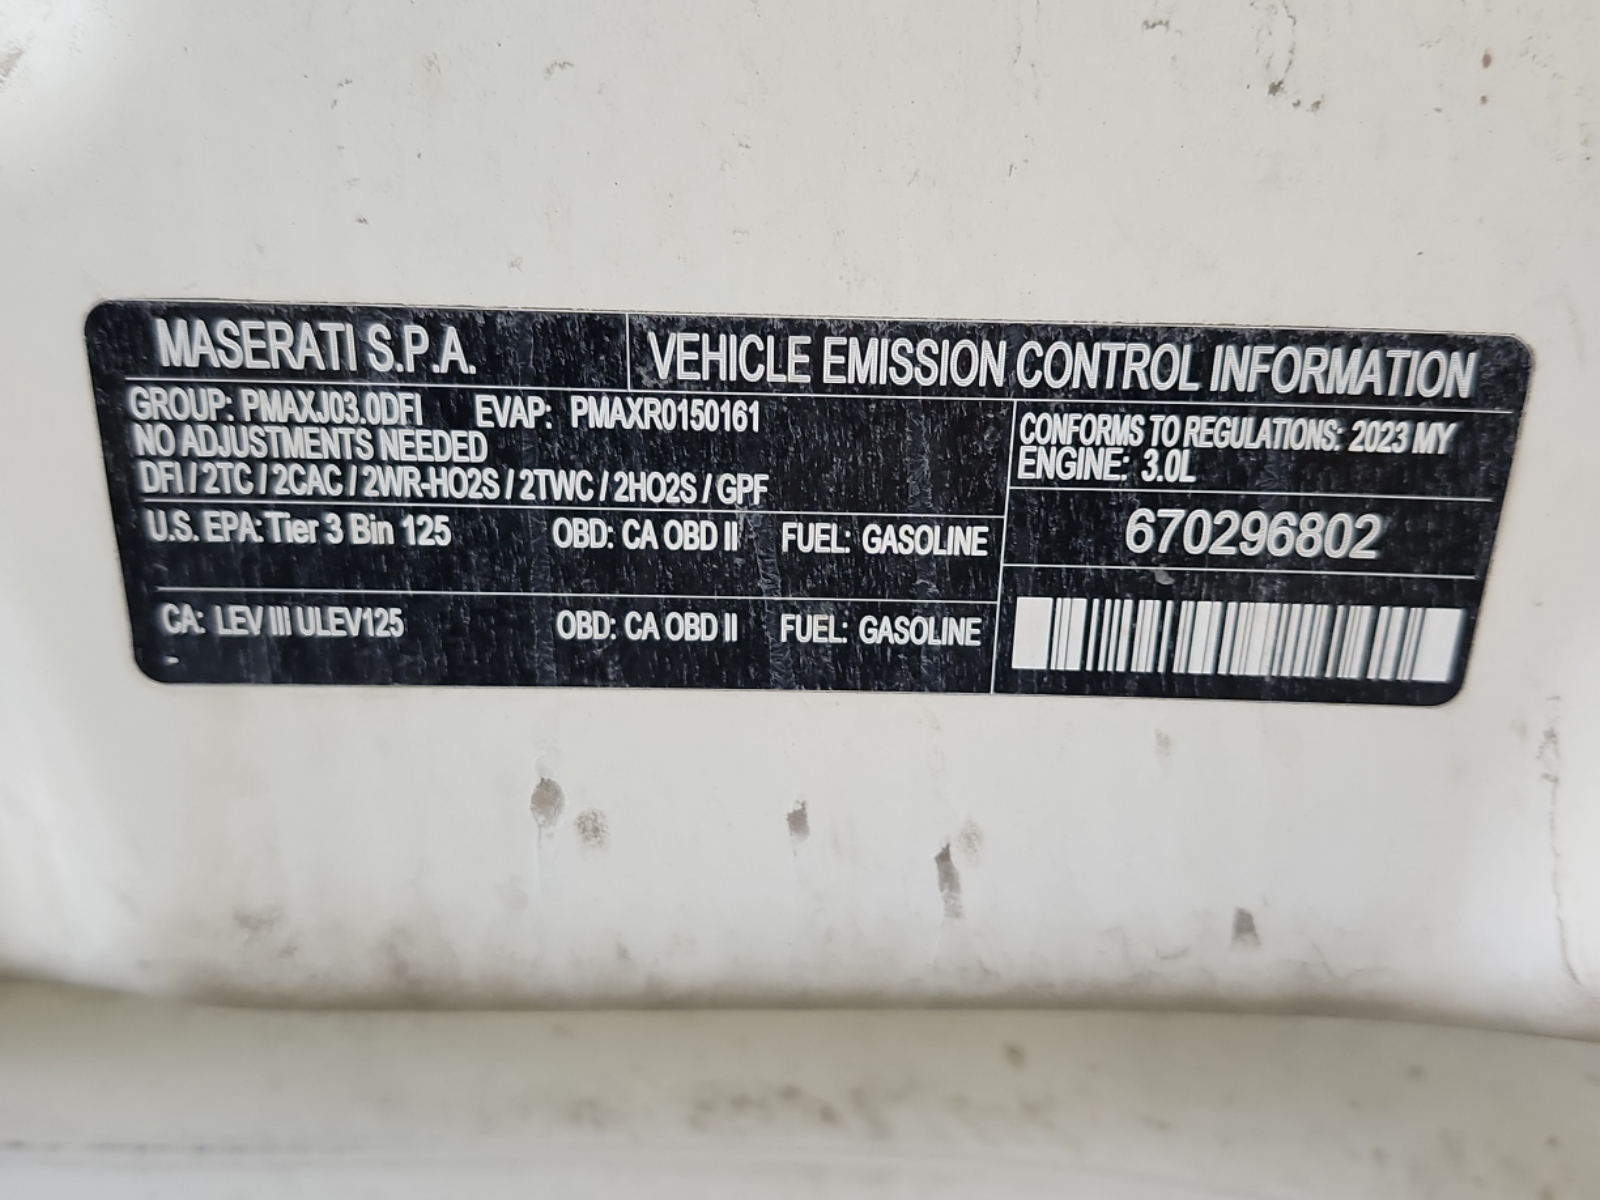 MASERATI S.P.A.
VEHICLE EMISSION CONTROL INFORMATION
GROUP: PMAXJ03.0DFI EVAP: PMAXR0150161
NO ADJUSTMENTS NEEDED
DFI / 2TC / 2CAC / 2WR-HO2S / 2TWC / 2HO2S / GPF
CONFORMS TO REGULATIONS: 2023 MY
ENGINE: 3.0L
U.S. EPA: Tier 3 Bin 125 OBD: CA OBD II FUEL: GASOLINE
670296802
CA: LEV III ULEV125 OBD: CA OBD II FUEL: GASOLINE